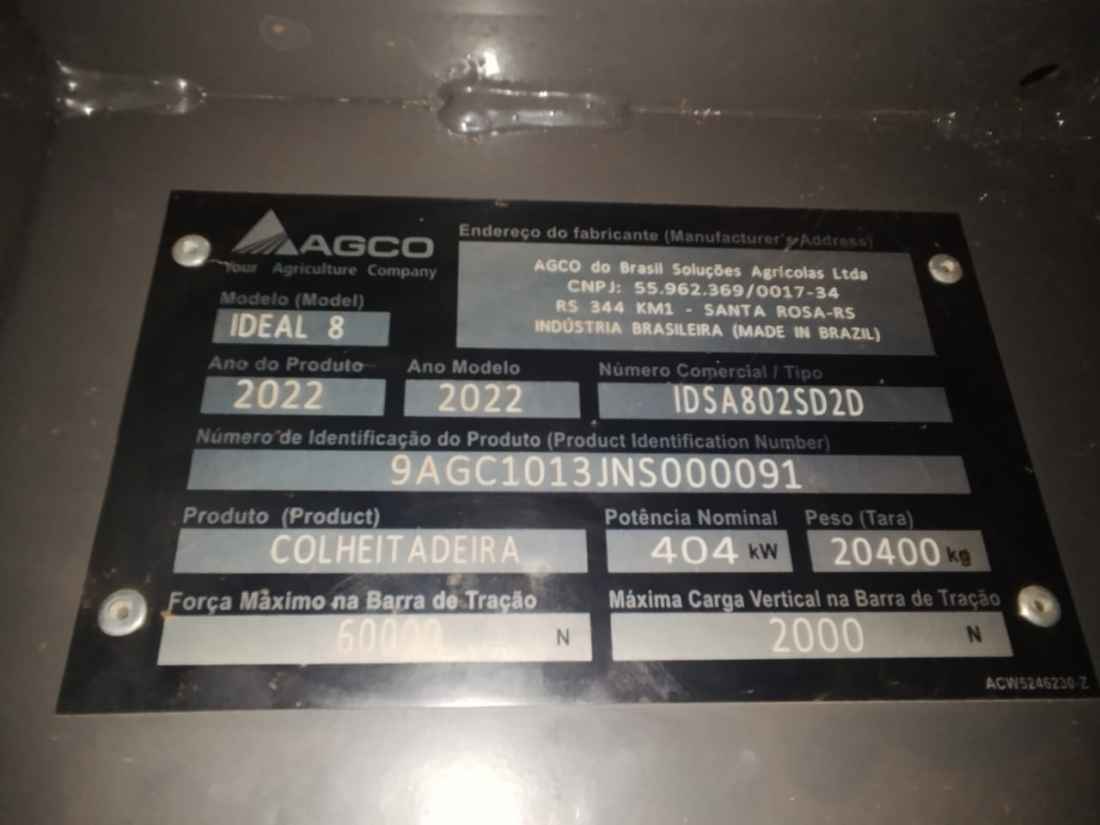 AGCO
Your Agriculture Company
Endereço do fabricante (Manufacturer's Address)
AGCO do Brasil Soluções Agrícolas Ltda
CNPJ: 55.962.369/0017-34
RS 344 KM1 - SANTA ROSA-RS
INDÚSTRIA BRASILEIRA (MADE IN BRAZIL)
Modelo (Model)
IDEAL 8
Ano do Produto Ano Modelo Número Comercial / Tipo
2022 2022 IDSA802SD2D
Número de Identificação do Produto (Product Identification Number)
9AGC1013JNS000091
Produto (Product) Potência Nominal Peso (Tara)
COLHEITADEIRA 404 kW 20400 kg
Força Máximo na Barra de Tração Máxima Carga Vertical na Barra de Tração
60000 N 2000 N
ACW5246230-Z